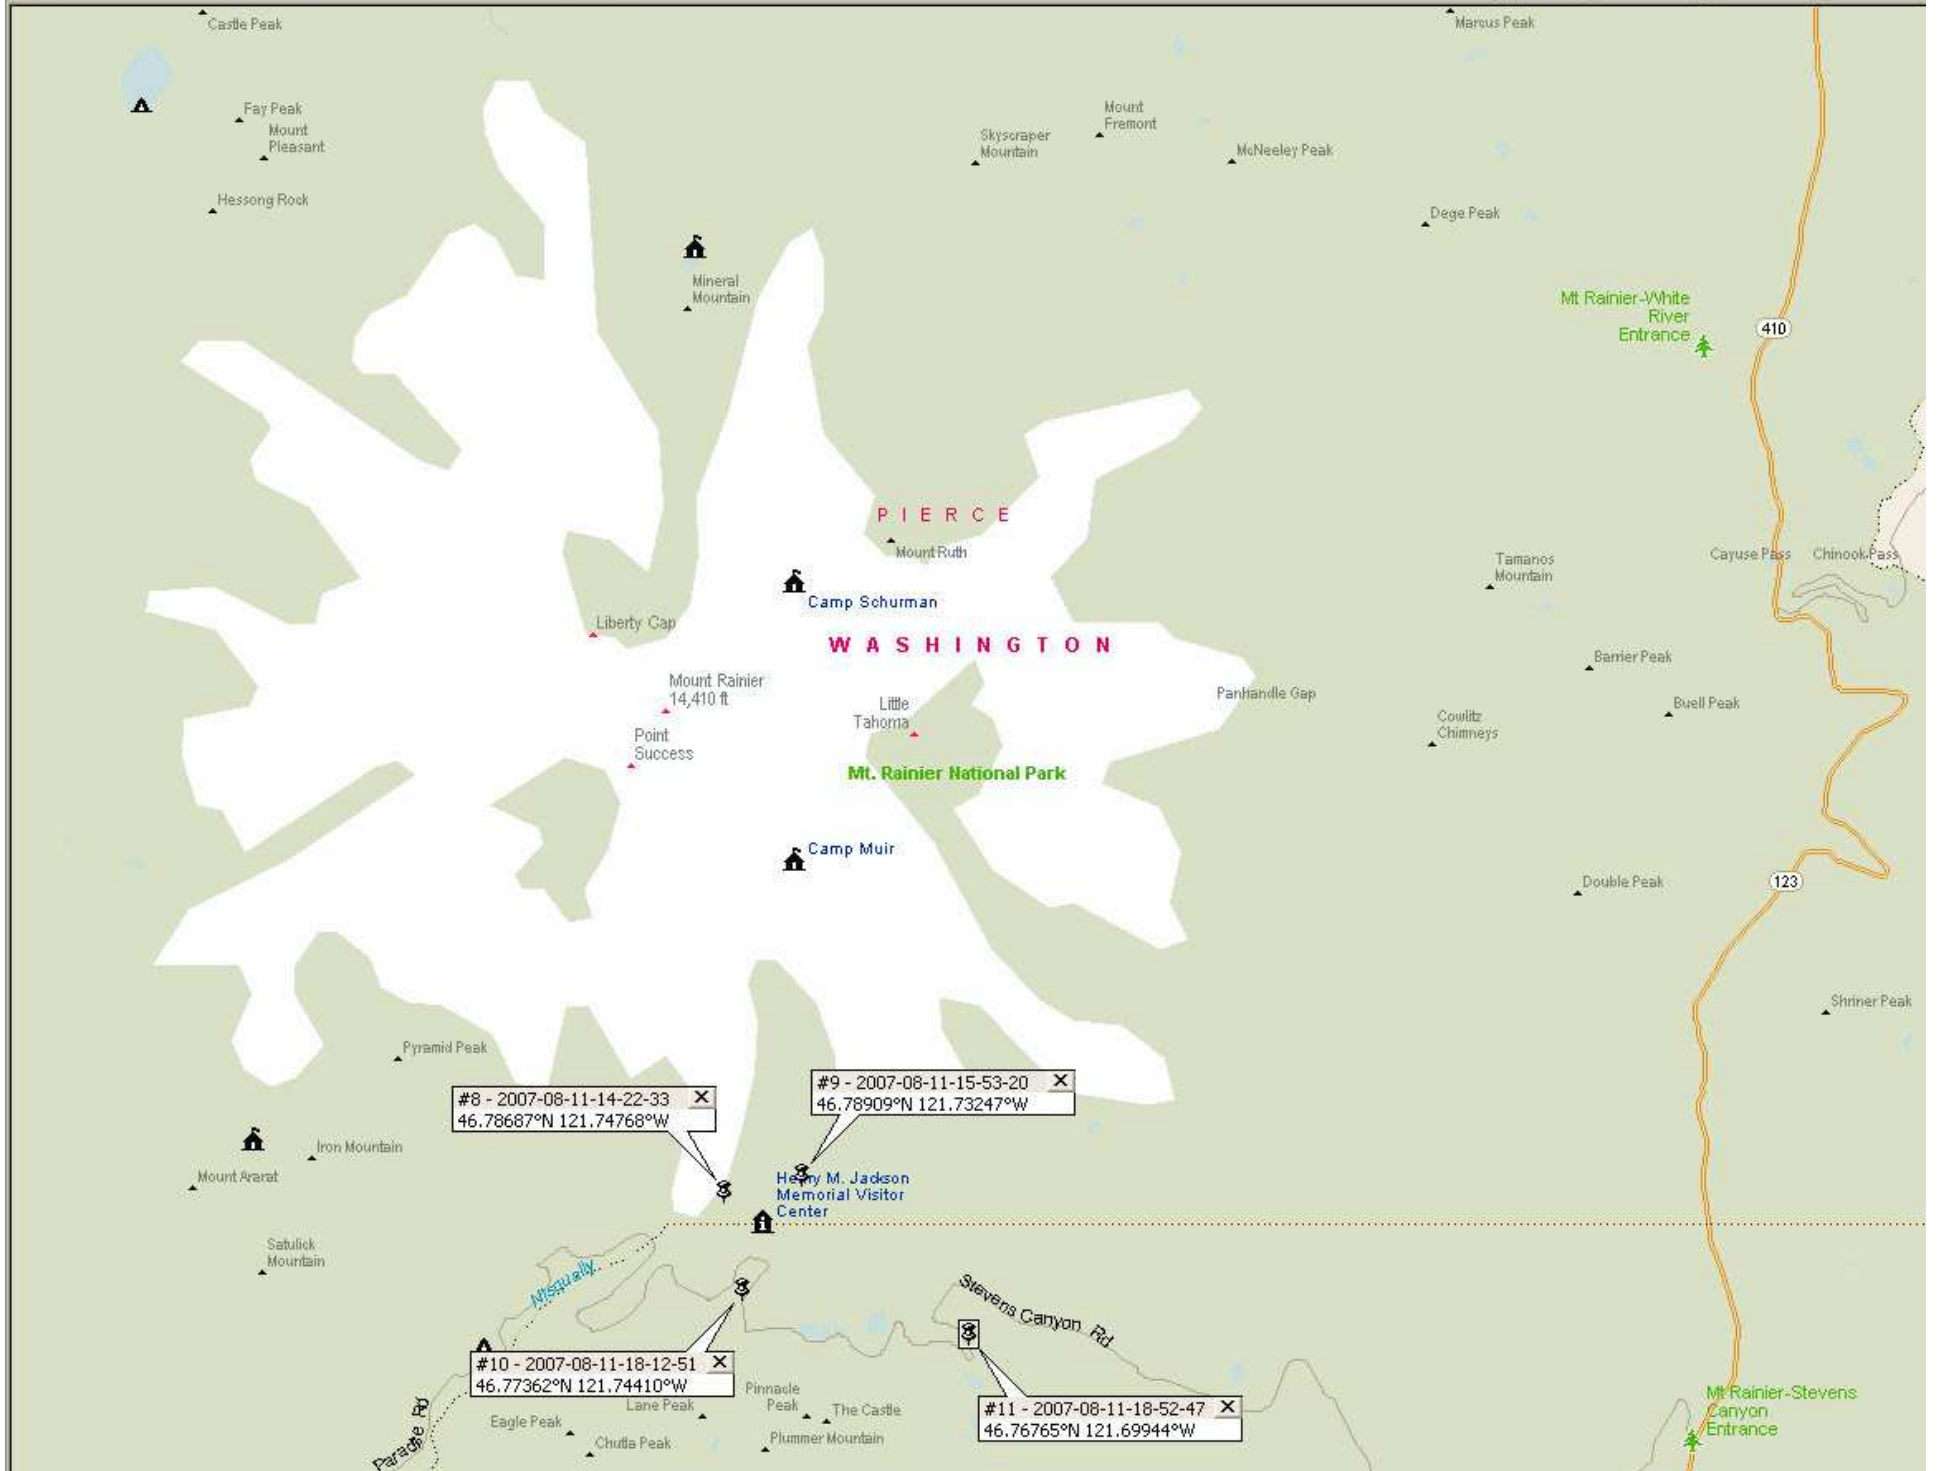 Castle Peak
Marcus Peak
Fay Peak
Mount
Pleasant
Hessong Rock
Mount
Fremont
Skyscraper
Mountain
McNeeley Peak
Dege Peak
Mineral
Mountain
Mt Rainier-White
River
Entrance
410
PIERCE
Mount Ruth
Camp Schurman
Tamanos
Mountain
Cayuse Pass
Chinook Pass
Liberty Cap
WASHINGTON
Barrier Peak
Mount Rainier
14,410 ft
Little
Tahoma
Panhandle Gap
Buell Peak
Point
Success
Cowlitz
Chimneys
Mt. Rainier National Park
Camp Muir
Double Peak
123
Shriner Peak
Pyramid Peak
#8 - 2007-08-11-14-22-33
46.78687°N 121.74768°W
#9 - 2007-08-11-15-53-20
46.78909°N 121.73247°W
Iron Mountain
Mount Ararat
Henry M. Jackson
Memorial Visitor
Center
Satulick
Mountain
Nisqually
Stevens Canyon Rd
#10 - 2007-08-11-18-12-51
46.77362°N 121.74410°W
Paradise Rd
Eagle Peak
Lane Peak
Chutla Peak
Pinnacle
Peak
The Castle
Plummer Mountain
#11 - 2007-08-11-18-52-47
46.76765°N 121.69944°W
Mt Rainier-Stevens
Canyon
Entrance